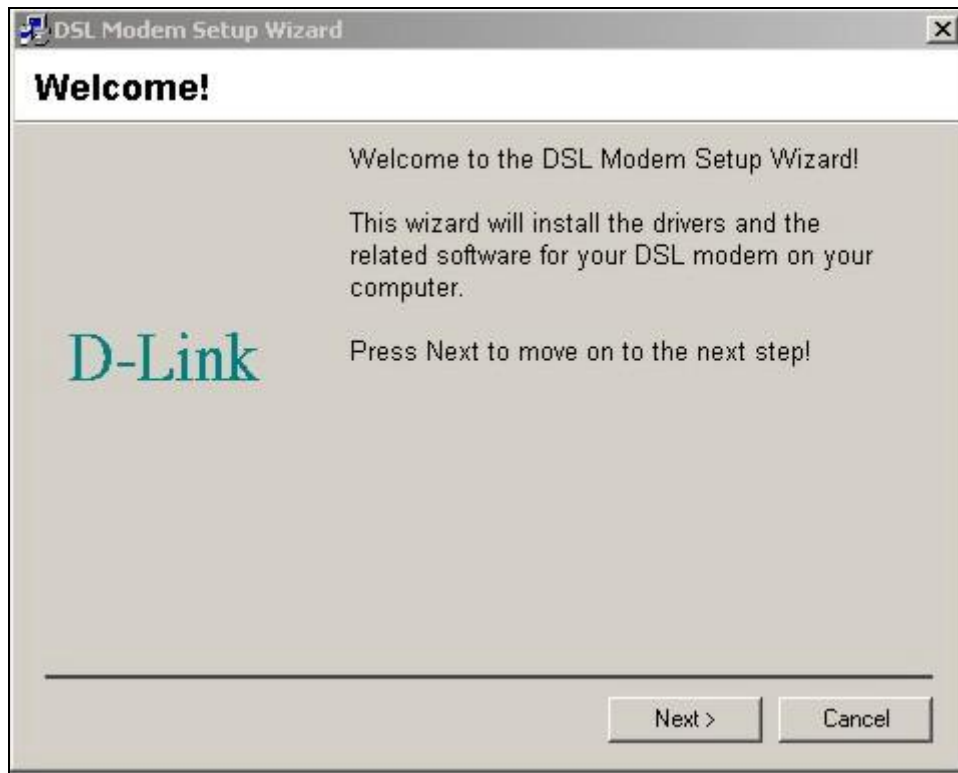 DSL Modem Setup Wizard
Welcome!
Welcome to the DSL Modem Setup Wizard!
This wizard will install the drivers and the
related software for your DSL modem on your
computer.
D-Link
Press Next to move on to the next step!
Next >
Cancel